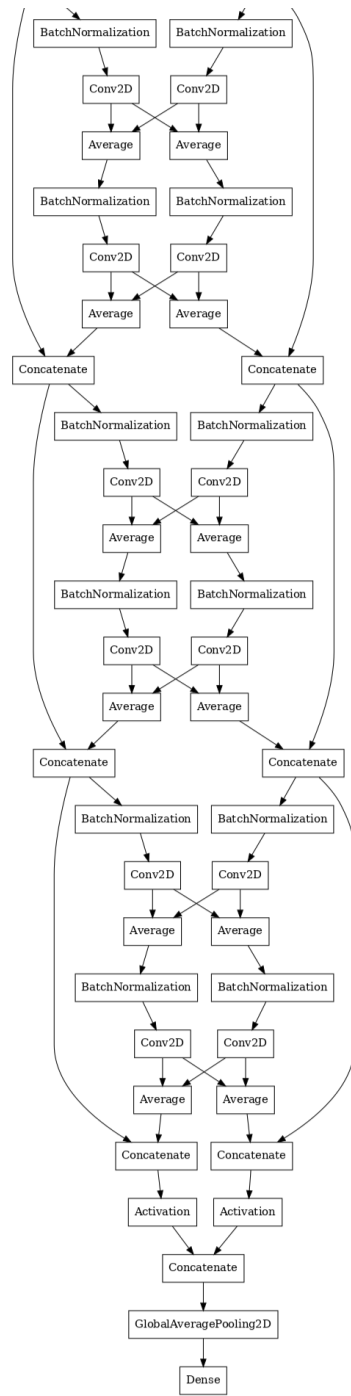 BatchNormalization BatchNormalization
Conv2D Conv2D
Average Average
BatchNormalization BatchNormalization
Conv2D Conv2D
Average Average
Concatenate Concatenate
BatchNormalization BatchNormalization
Conv2D Conv2D
Average Average
BatchNormalization BatchNormalization
Conv2D Conv2D
Average Average
Concatenate Concatenate
BatchNormalization BatchNormalization
Conv2D Conv2D
Average Average
BatchNormalization BatchNormalization
Conv2D Conv2D
Average Average
Concatenate Concatenate
Activation Activation
Concatenate
GlobalAveragePooling2D
Dense